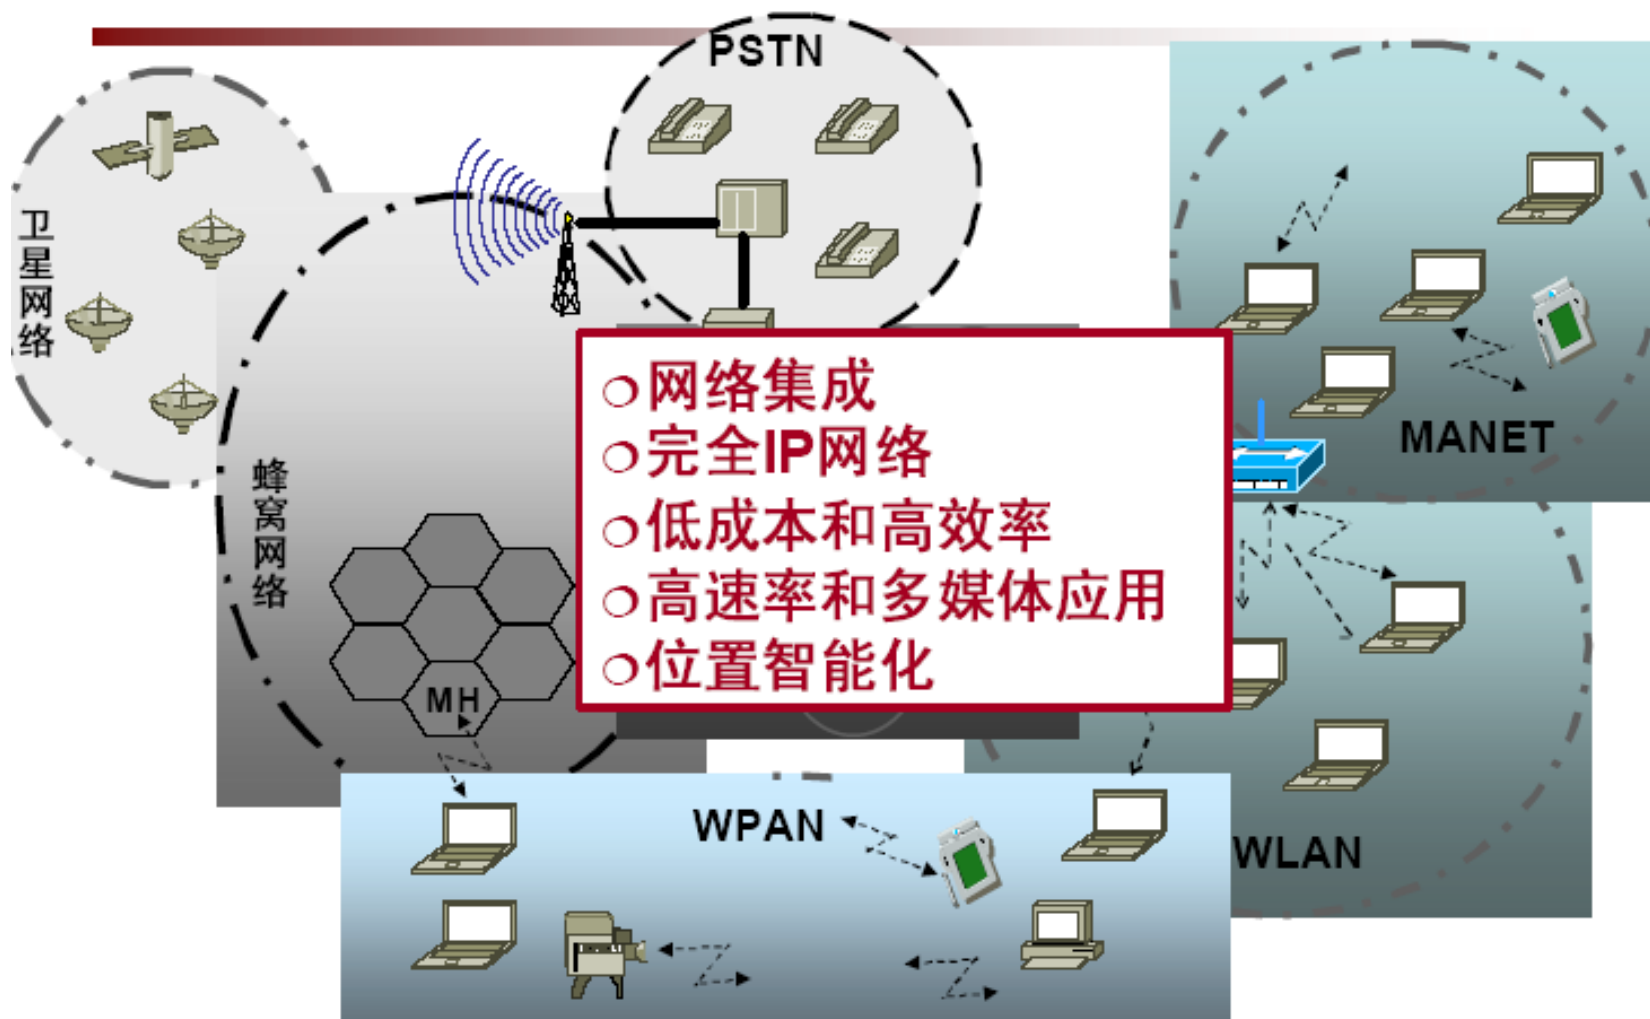 PSTN
卫星网络
蜂窝网络
MH
❍网络集成
❍完全IP网络
❍低成本和高效率
❍高速率和多媒体应用
❍位置智能化
MANET
WPAN
WLAN